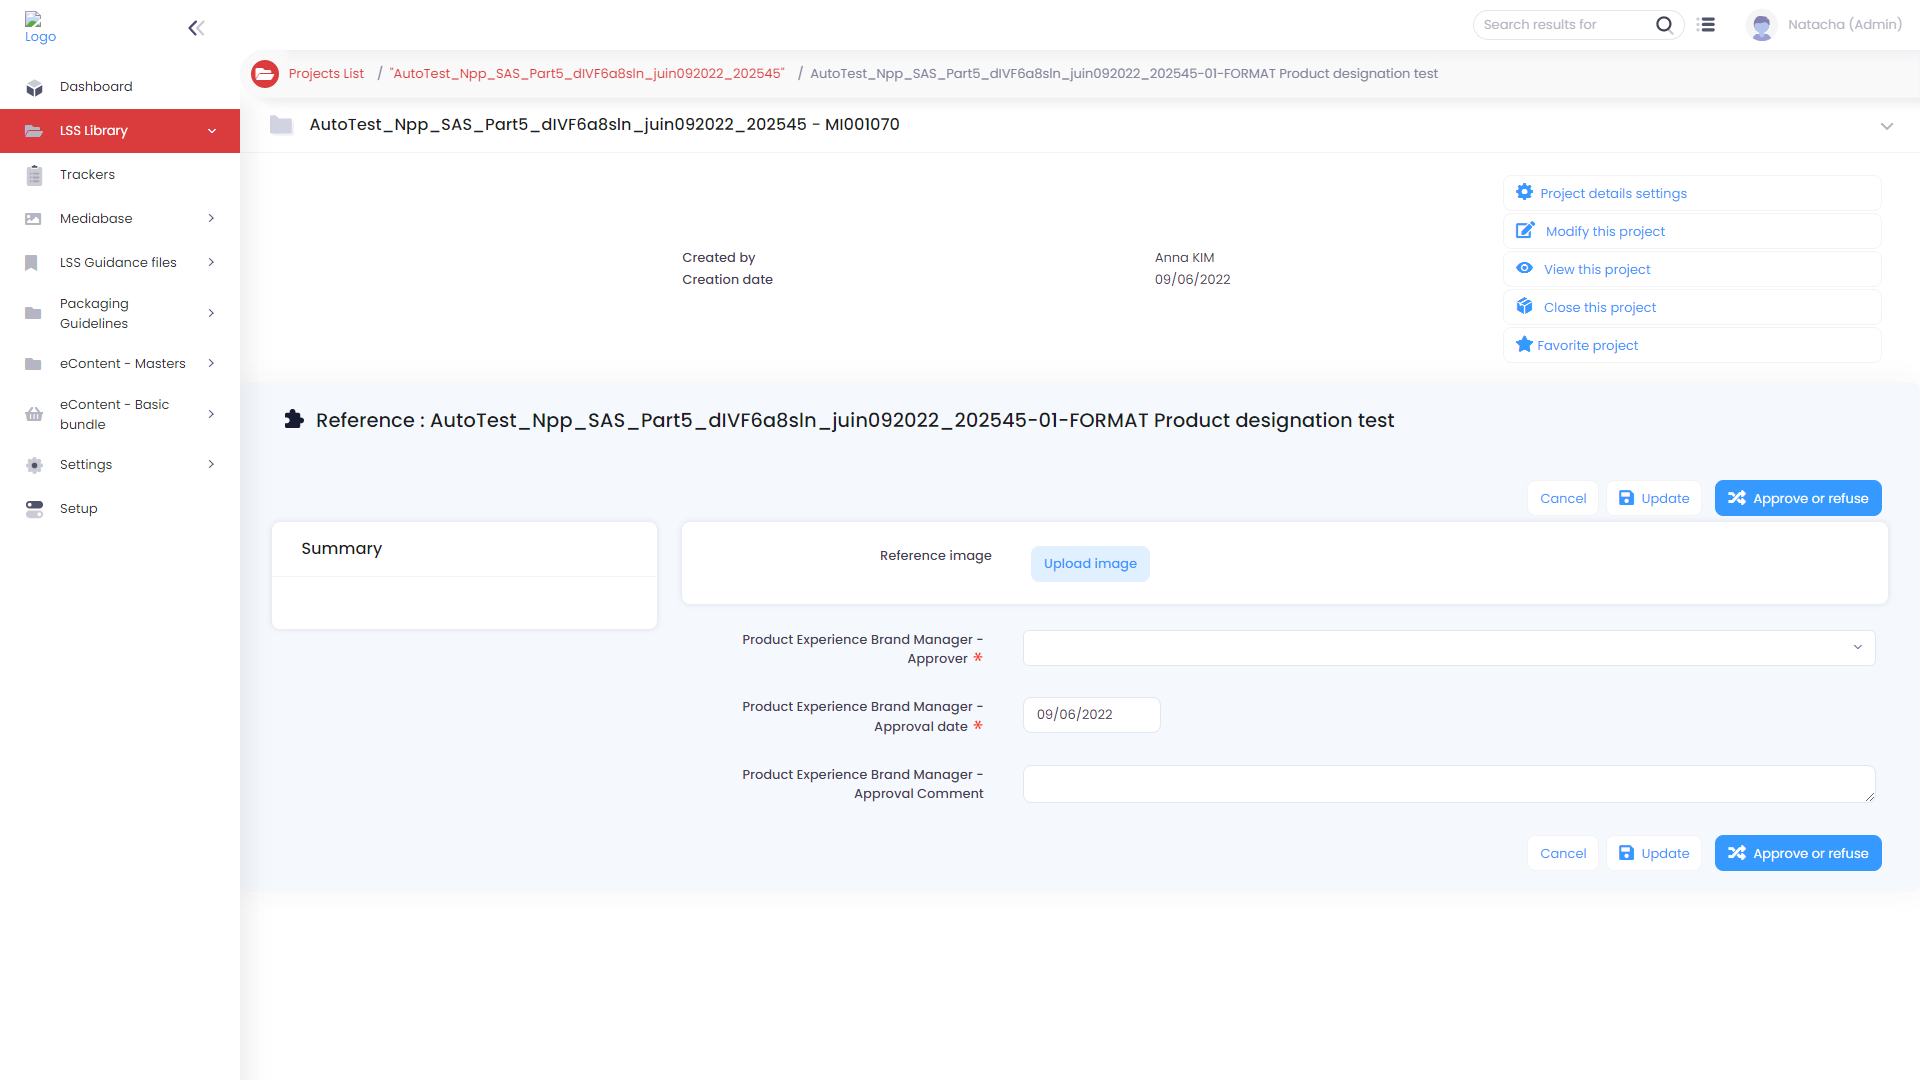 Logo
Search results for
Natacha (Admin)
Projects List / "AutoTest_Npp_SAS_Part5_dIVF6a8sln_juin092022_202545" / AutoTest_Npp_SAS_Part5_dIVF6a8sln_juin092022_202545-01-FORMAT Product designation test
Dashboard
LSS Library
Trackers
Mediabase
LSS Guidance files
Packaging
Guidelines
eContent - Masters
eContent - Basic
bundle
Settings
Setup
AutoTest_Npp_SAS_Part5_dIVF6a8sln_juin092022_202545 - MI001070
Created by Anna KIM
Creation date 09/06/2022
Project details settings
Modify this project
View this project
Close this project
Favorite project
Reference : AutoTest_Npp_SAS_Part5_dIVF6a8sln_juin092022_202545-01-FORMAT Product designation test
Cancel Update Approve or refuse
Summary
Reference image Upload image
Product Experience Brand Manager -
Approver *
Product Experience Brand Manager -
Approval date *
09/06/2022
Product Experience Brand Manager -
Approval Comment
Cancel Update Approve or refuse